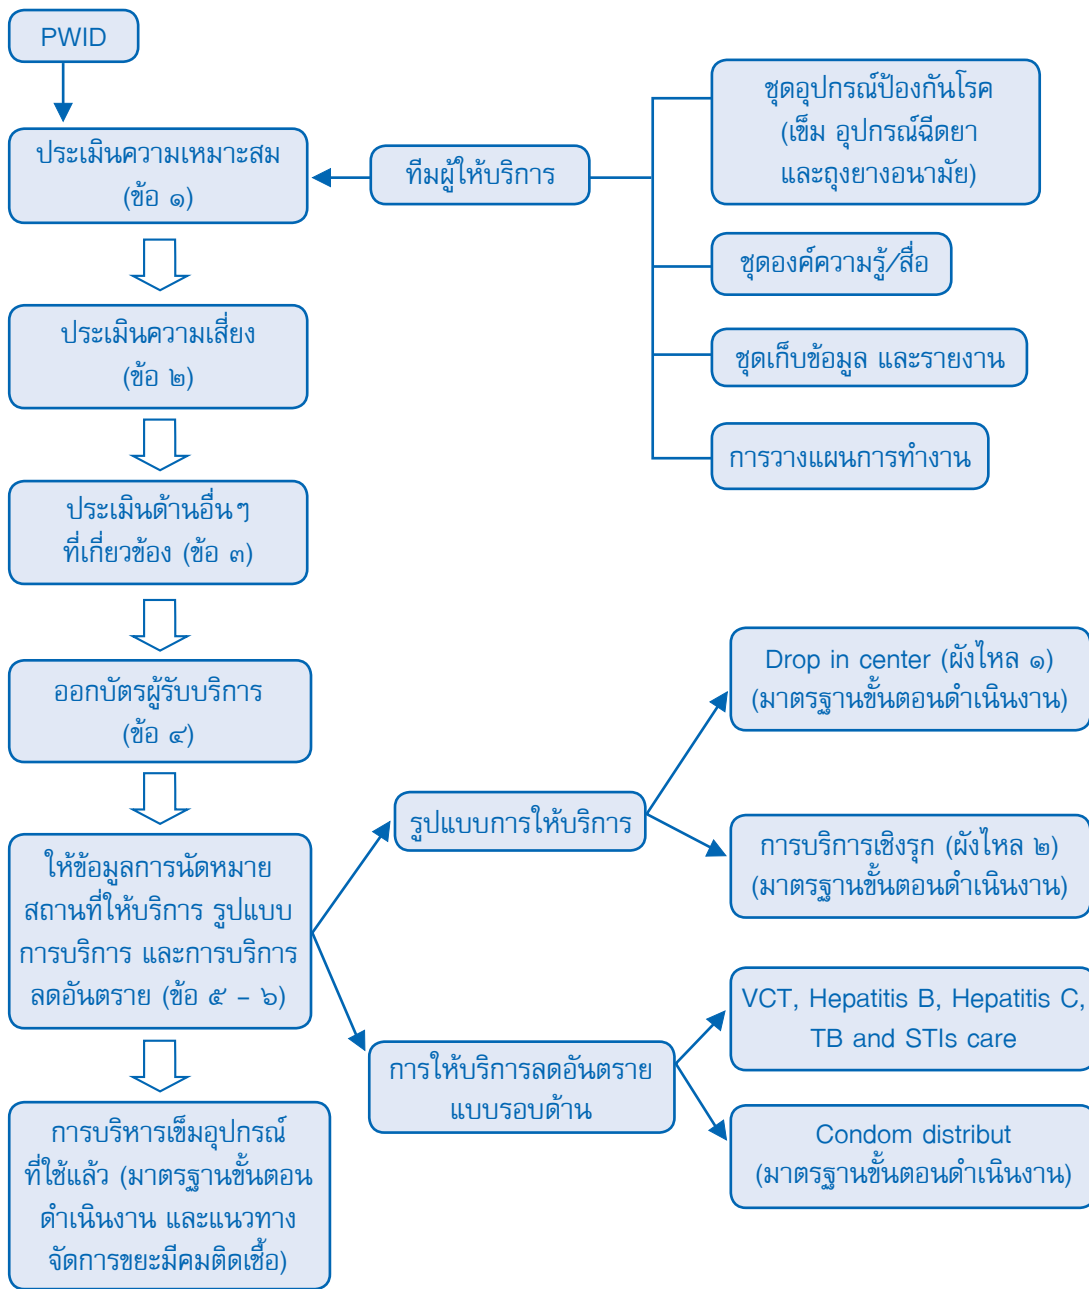 PWID
ประเมินความเหมาะสม
(ข้อ ๑)
ทีมผู้ให้บริการ
ชุดอุปกรณ์ป้องกันโรค
(เข็ม อุปกรณ์ฉีดยา
และถุงยางอนามัย)
ชุดองค์ความรู้/สื่อ
ชุดเก็บข้อมูล และรายงาน
การวางแผนการทำงาน
ประเมินความเสี่ยง
(ข้อ ๒)
ประเมินด้านอื่นๆ
ที่เกี่ยวข้อง (ข้อ ๓)
ออกบัตรผู้รับบริการ
(ข้อ ๔)
ให้ข้อมูลการนัดหมาย
สถานที่ให้บริการ รูปแบบ
การบริการ และการบริการ
ลดอันตราย (ข้อ ๕ - ๖)
รูปแบบการให้บริการ
Drop in center (ผังไหล ๑)
(มาตรฐานขั้นตอนดำเนินงาน)
การบริการเชิงรุก (ผังไหล ๒)
(มาตรฐานขั้นตอนดำเนินงาน)
การให้บริการลดอันตราย
แบบรอบด้าน
VCT, Hepatitis B, Hepatitis C,
TB and STIs care
Condom distribut
(มาตรฐานขั้นตอนดำเนินงาน)
การบริหารเข็มอุปกรณ์
ที่ใช้แล้ว (มาตรฐานขั้นตอน
ดำเนินงาน และแนวทาง
จัดการขยะมีคมติดเชื้อ)